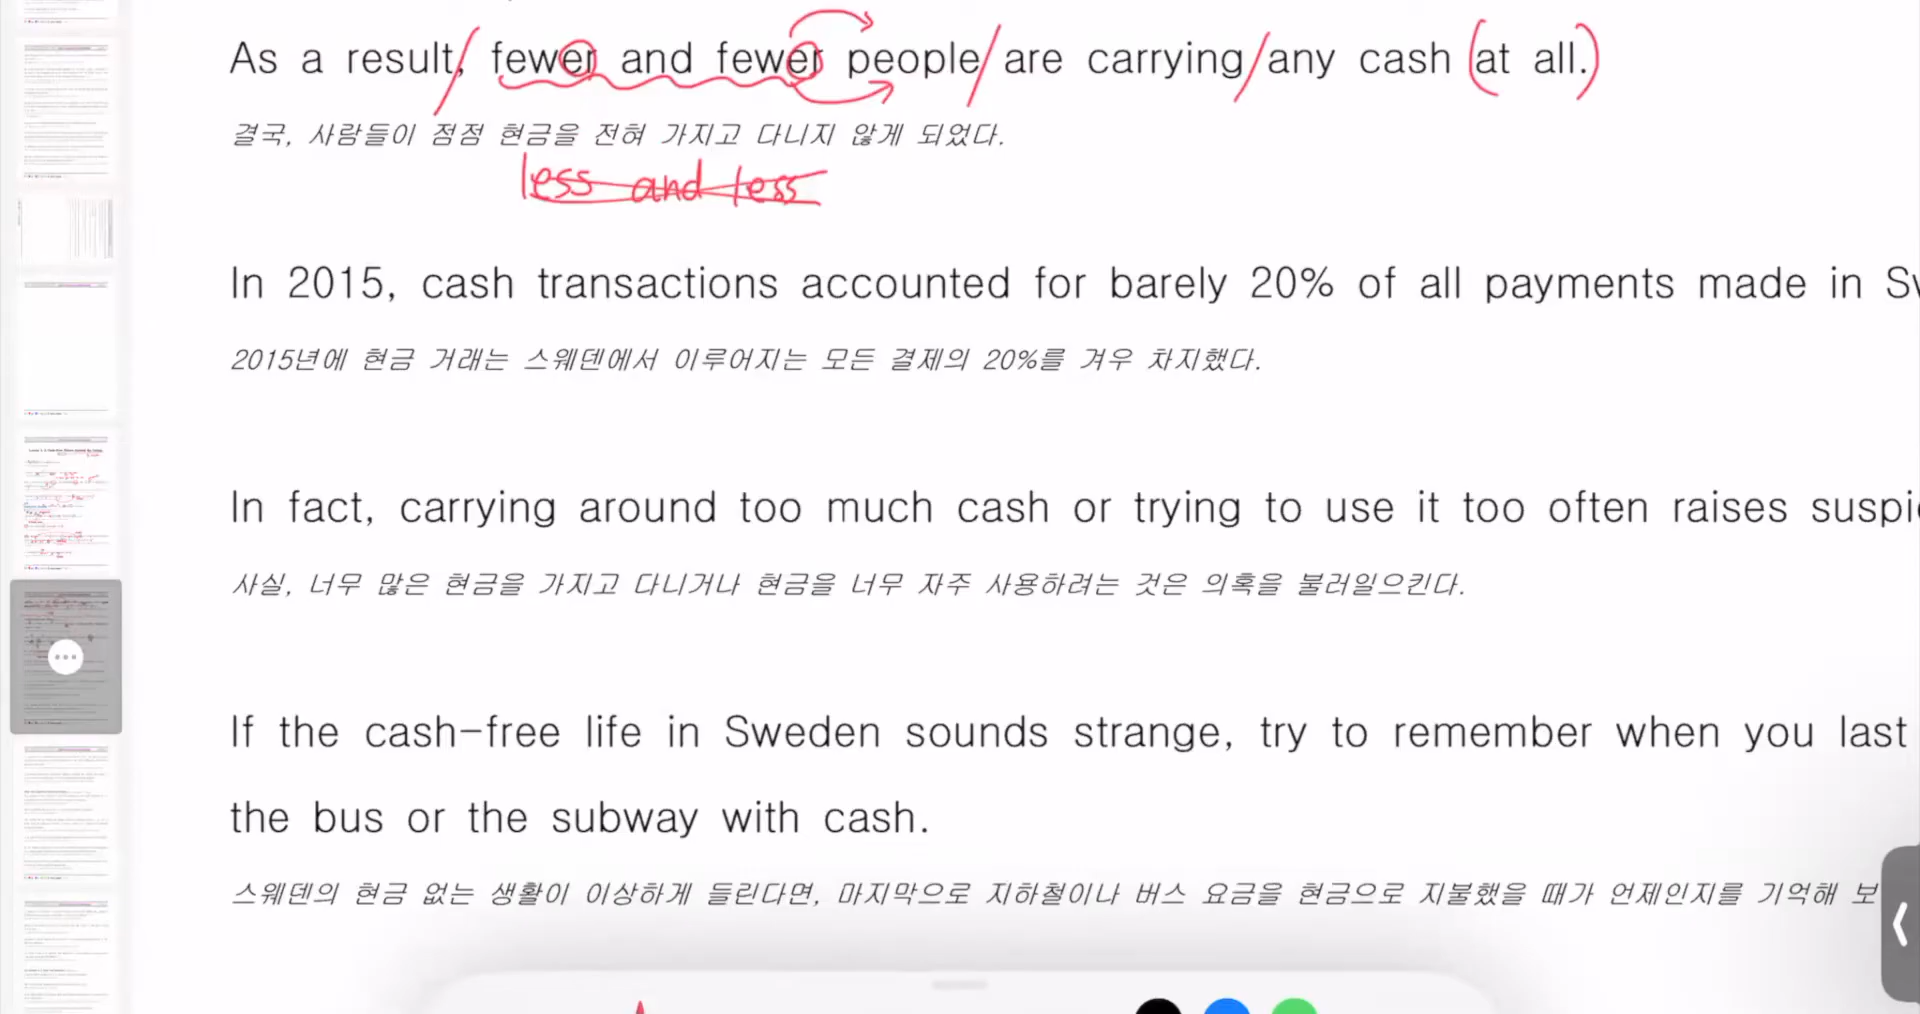 As a result, fewer and fewer people are carrying any cash at all.
결국, 사람들이 점점 현금을 전혀 가지고 다니지 않게 되었다.
less and less
In 2015, cash transactions accounted for barely 20% of all payments made in
2015년에 현금 거래는 스웨덴에서 이루어지는 모든 결제의 20%를 겨우 차지했다.
In fact, carrying around too much cash or trying to use it too often raises
사실, 너무 많은 현금을 가지고 다니거나 현금을 너무 자주 사용하려는 것은 의혹을 불러일으킨다.
If the cash-free life in Sweden sounds strange, try to remember when you last
the bus or the subway with cash.
스웨덴의 현금 없는 생활이 이상하게 들린다면, 마지막으로 지하철이나 버스 요금을 현금으로 지불했을 때가 언제인지를 기억해 보